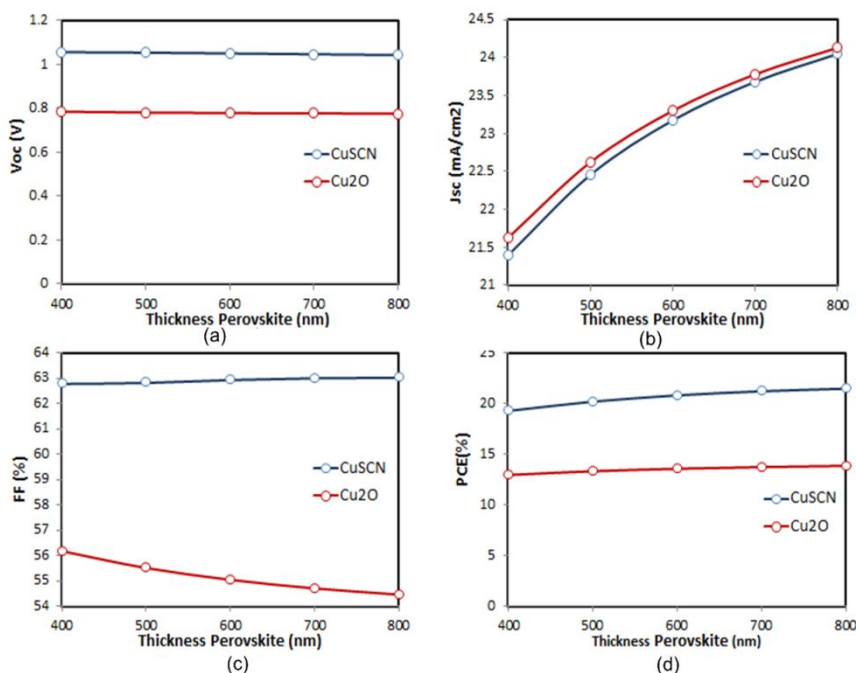 1.2
1
0.8
0.6
0.4
0.2
0
Voc (V)
CuSCN
Cu2O
400 500 600 700 800
Thickness Perovskite (nm)
(a)
24.5
24
23.5
23
22.5
22
21.5
21
Jsc (mA/cm2)
CuSCN
Cu2O
400 500 600 700 800
Thickness Perovskite (nm)
(b)
64
63
62
61
60
59
58
57
56
55
54
FF (%)
CuSCN
Cu2O
400 500 600 700 800
Thickness Perovskite (nm)
(c)
25
20
15
10
5
0
PCE(%)
CuSCN
Cu2O
400 500 600 700 800
Thickness Perovskite (nm)
(d)